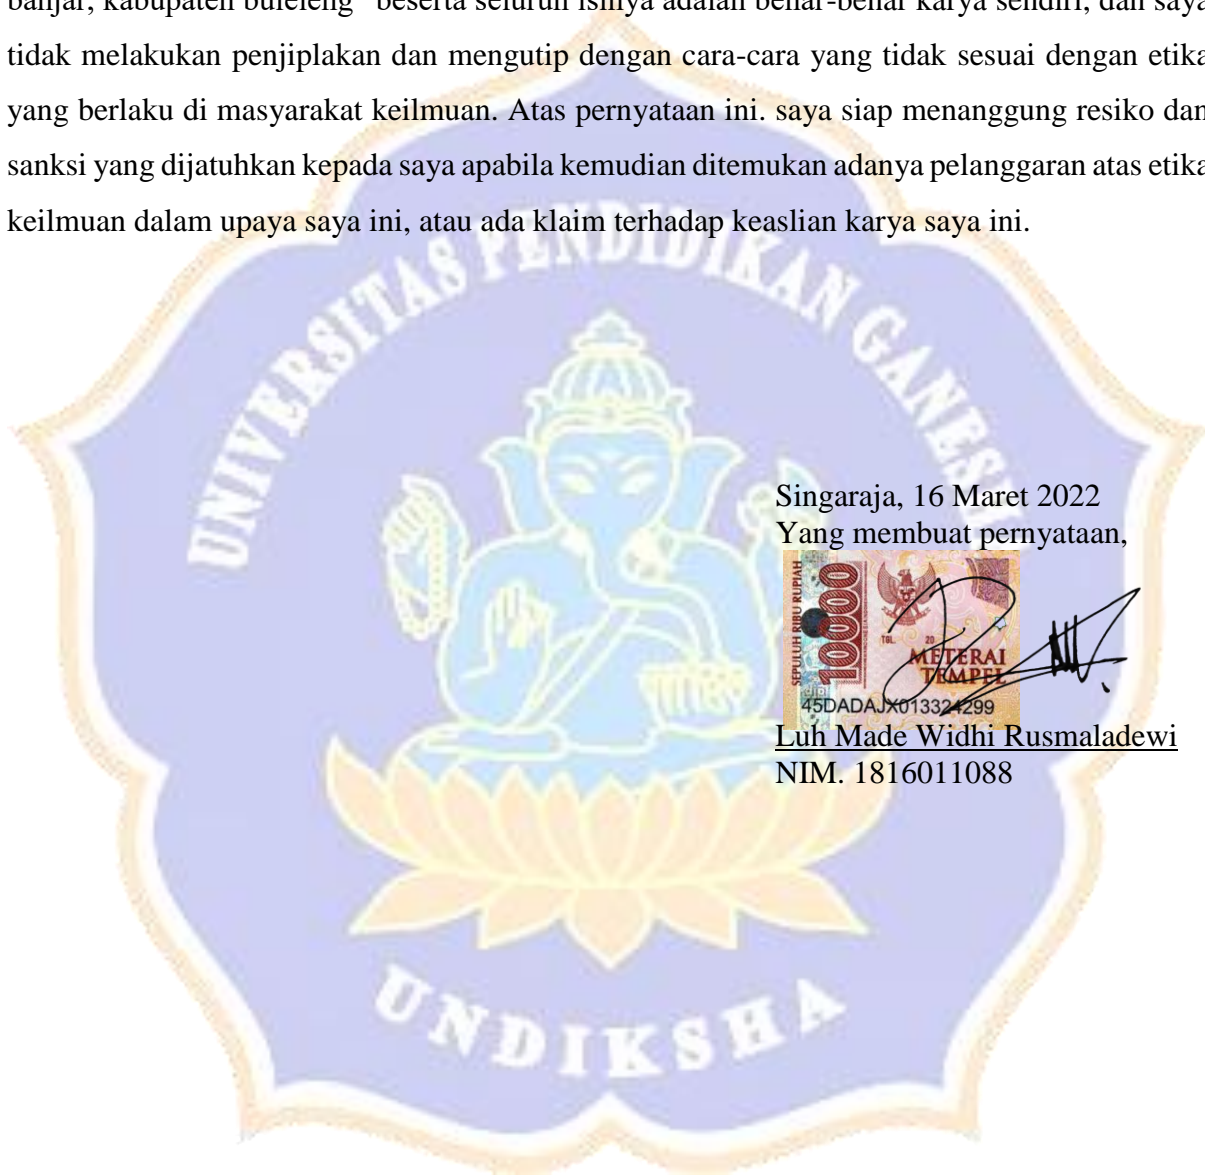 banjar, kabupaten buleleng" beserta seluruh isinya adalah benar-benar karya sendiri, dan saya
tidak melakukan penjiplakan dan mengutip dengan cara-cara yang tidak sesuai dengan etika
yang berlaku di masyarakat keilmuan. Atas pernyataan ini. saya siap menanggung resiko dan
sanksi yang dijatuhkan kepada saya apabila kemudian ditemukan adanya pelanggaran atas etika
keilmuan dalam upaya saya ini, atau ada klaim terhadap keaslian karya saya ini.
UNIVERSITAS PENDIDIKAN GANESHA
Singaraja, 16 Maret 2022
Yang membuat pernyataan,
SEPULUH RIBU RUPIAH
10000
TGL. 20
METERAI
TEMPEL
45DADAJX013324299
Luh Made Widhi Rusmaladewi
NIM. 1816011088
UNDIKSHA